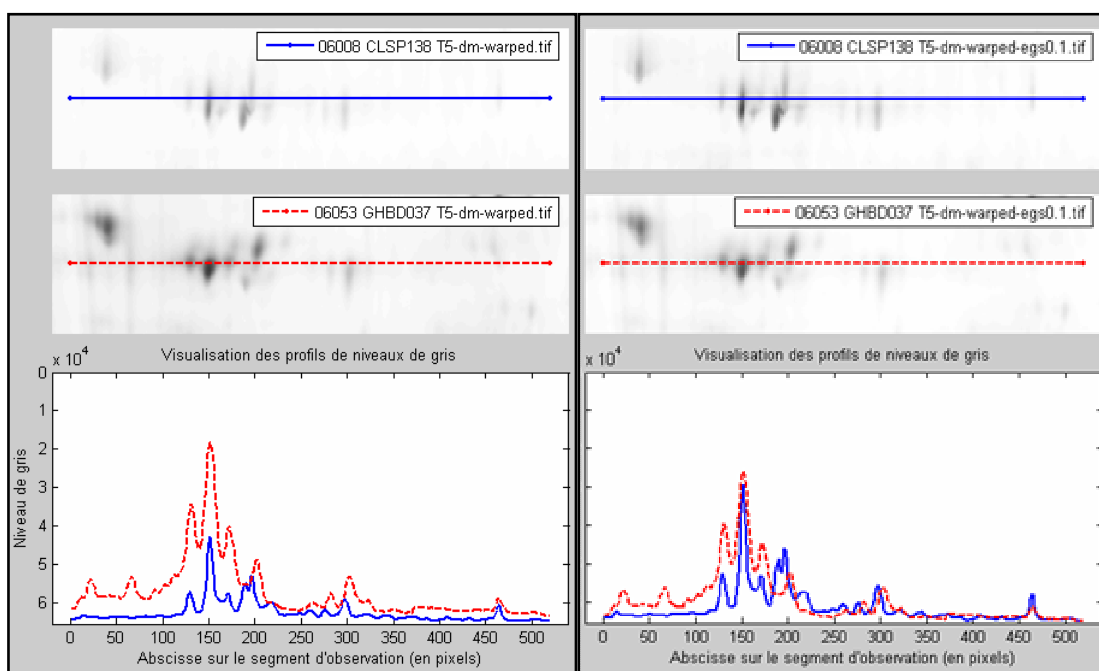 06008 CLSP138 T5-dm-warped.tif
06053 GHBD037 T5-dm-warped.tif
x 10^4
Visualisation des profils de niveaux de gris
0
1
2
3
4
5
6
Niveau de gris
0 50 100 150 200 250 300 350 400 450 500
Abscisse sur le segment d'observation (en pixels)
06008 CLSP138 T5-dm-warped-egs0.1.tif
06053 GHBD037 T5-dm-warped-egs0.1.tif
x 10^4
Visualisation des profils de niveaux de gris
0 50 100 150 200 250 300 350 400 450 500
Abscisse sur le segment d'observation (en pixels)